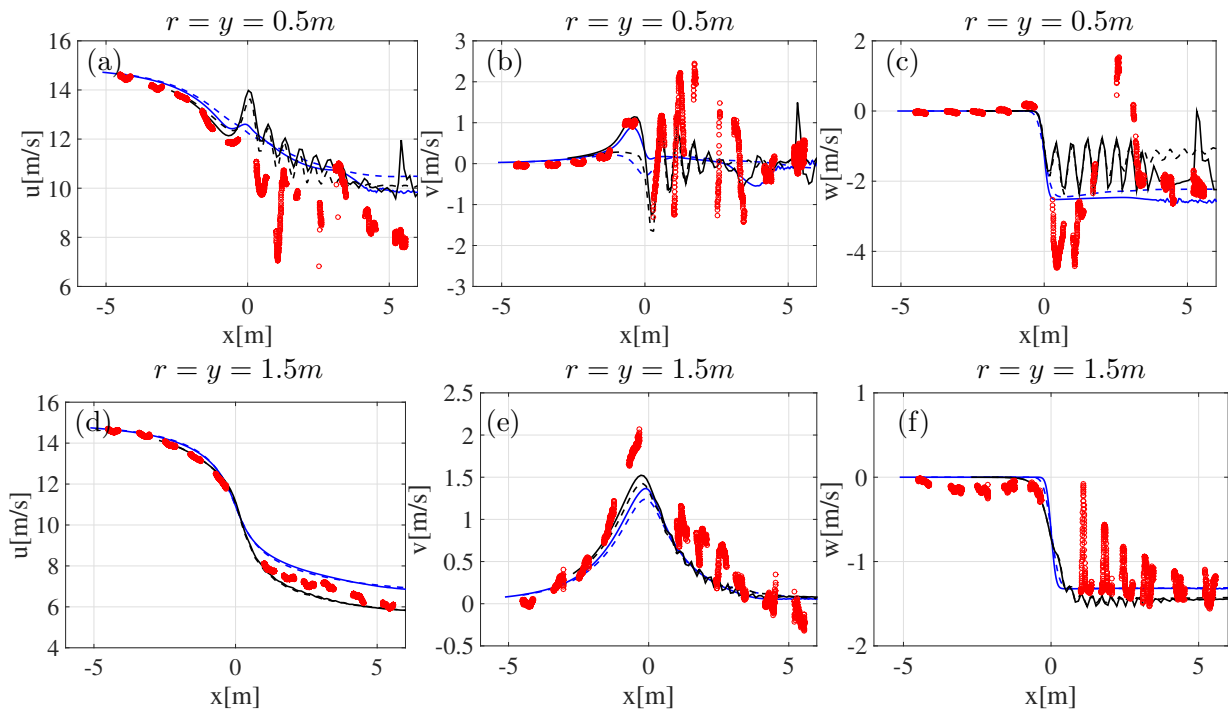 r = y = 0.5m
r = y = 0.5m
r = y = 0.5m
(a)
(b)
(c)
16
14
12
10
8
6
u[m/s]
-5
0
5
x[m]
3
2
1
0
-1
-2
-3
v[m/s]
-5
0
5
x[m]
2
0
-2
-4
w[m/s]
-5
0
5
x[m]
r = y = 1.5m
r = y = 1.5m
r = y = 1.5m
(d)
(e)
(f)
16
14
12
10
8
6
4
u[m/s]
-5
0
5
x[m]
2.5
2
1.5
1
0.5
0
-0.5
v[m/s]
-5
0
5
x[m]
1
0
-1
-2
w[m/s]
-5
0
5
x[m]